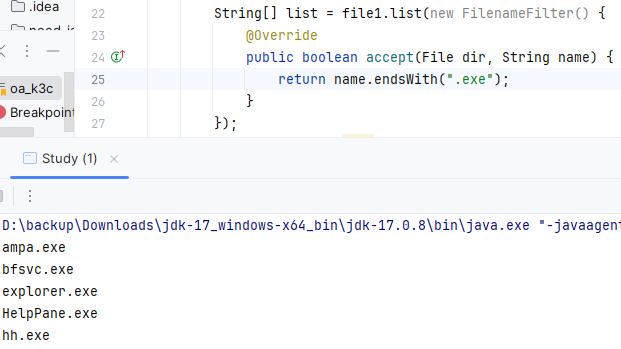 .idea
22 String[] list = file1.list(new FilenameFilter() {
23 @Override
24 public boolean accept(File dir, String name) {
oa_k3c
25 return name.endsWith(".exe");
26 }
Breakpoint
27 });
Study (1)
D:\backup\Downloads\jdk-17_windows-x64_bin\jdk-17.0.8\bin\java.exe "-javaagent
ampa.exe
bfsvc.exe
explorer.exe
HelpPane.exe
hh.exe